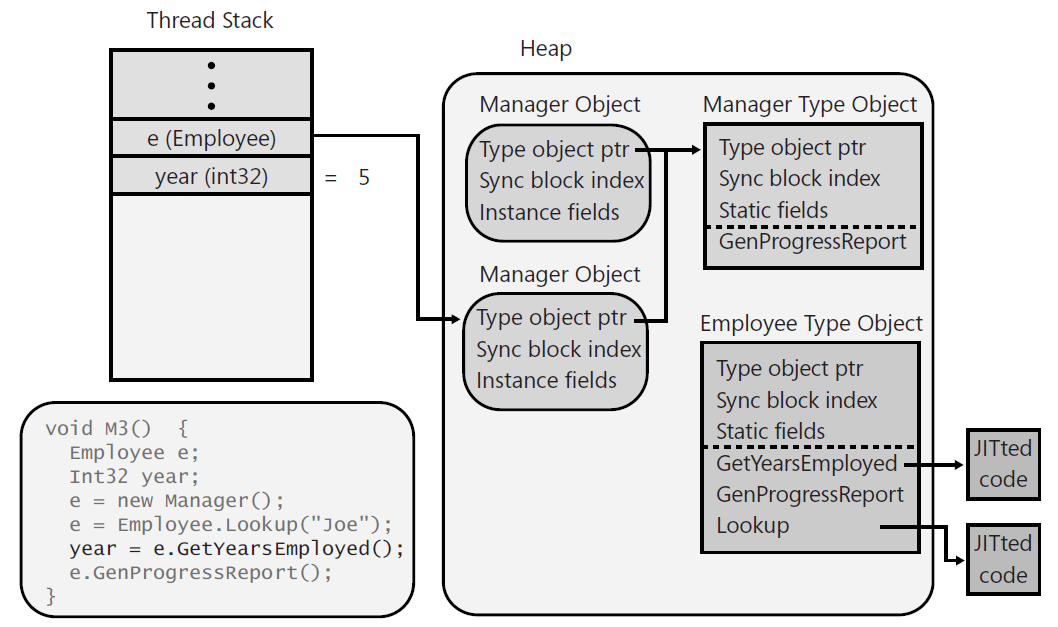 Thread Stack
e (Employee)
year (int32)
= 5
Heap
Manager Object
Type object ptr
Sync block index
Instance fields
Manager Object
Type object ptr
Sync block index
Instance fields
Manager Type Object
Type object ptr
Sync block index
Static fields
GenProgressReport
Employee Type Object
Type object ptr
Sync block index
Static fields
GetYearsEmployed
GenProgressReport
Lookup
JITted
code
JITted
code
void M3() {
Employee e;
Int32 year;
e = new Manager();
e = Employee.Lookup("Joe");
year = e.GetYearsEmployed();
e.GenProgressReport();
}